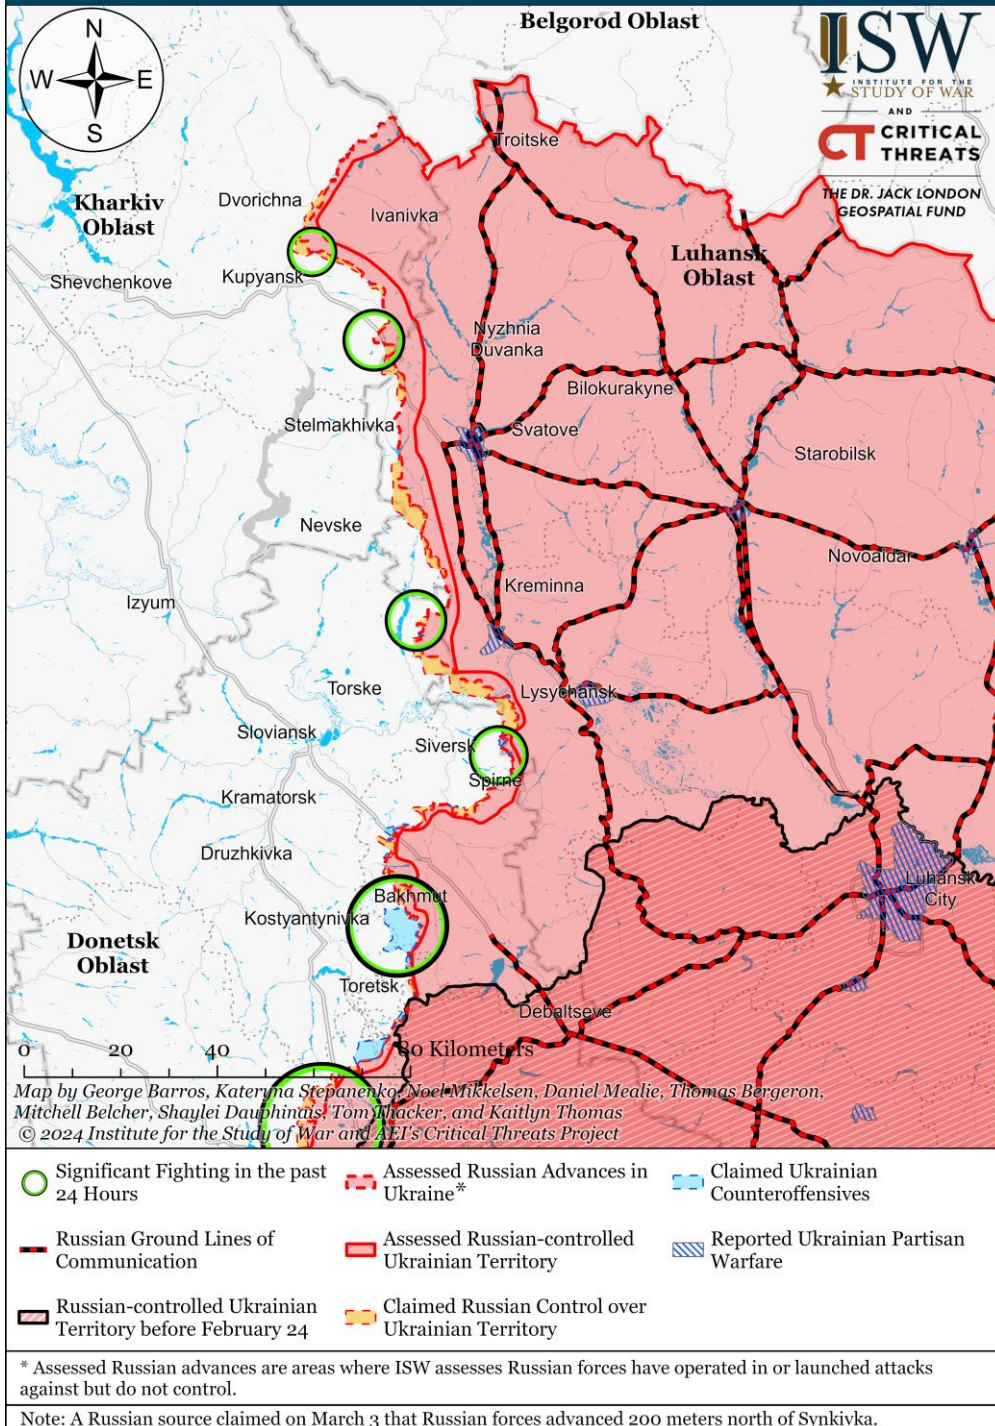 Belgorod Oblast
ISW
INSTITUTE FOR THE
STUDY OF WAR
AND
CT CRITICAL
THREATS
THE DR. JACK LONDON
GEOSPATIAL FUND
N
W E
S
Troitske
Dvorichna
Kharkiv
Oblast
Ivanivka
Luhansk
Oblast
Shevchenkove
Kupyansk
Nyzhnia
Duvanka
Bilokurakyne
Stelmakhivka
Svatove
Starobilsk
Nevske
Novoaidar
Kreminna
Izyum
Torske
Lysychansk
Sloviansk
Siversk
Spirne
Kramatorsk
Druzhkivka
Luhansk
City
Bakhmut
Kostyantynivka
Donetsk
Oblast
Toretsk
Debaltseve
0 20 40 80 Kilometers
Map by George Barros, Kateryna Stepanenko, Noel Mikkelsen, Daniel Mealie, Thomas Bergeron,
Mitchell Belcher, Shaylei Dauphinais, Tom Thacker, and Kaitlyn Thomas
© 2024 Institute for the Study of War and AEI's Critical Threats Project
Significant Fighting in the past
24 Hours
Assessed Russian Advances in
Ukraine*
Claimed Ukrainian
Counteroffensives
Russian Ground Lines of
Communication
Assessed Russian-controlled
Ukrainian Territory
Reported Ukrainian Partisan
Warfare
Russian-controlled Ukrainian
Territory before February 24
Claimed Russian Control over
Ukrainian Territory
* Assessed Russian advances are areas where ISW assesses Russian forces have operated in or launched attacks
against but do not control.
Note: A Russian source claimed on March 3 that Russian forces advanced 200 meters north of Synkivka.